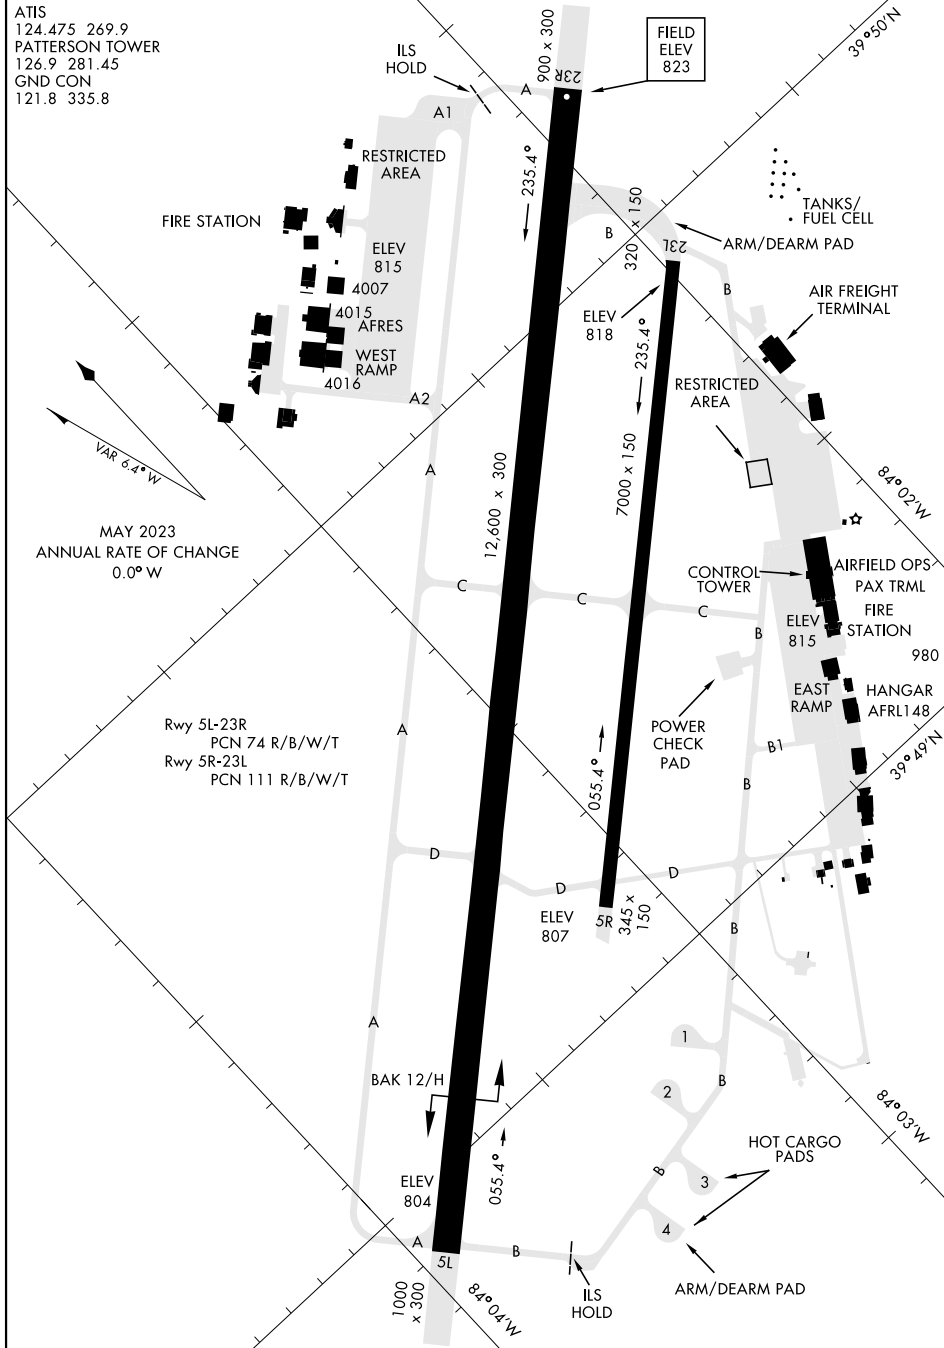 ATIS
124.475 269.9
PATTERSON TOWER
126.9 281.45
GND CON
121.8 335.8
ILS
HOLD
900 x 300
23R
FIELD
ELEV
823
39°50'N
A
A1
RESTRICTED
AREA
235.4°
FIRE STATION
ELEV
815
4007
4015
AFRES
WEST
RAMP
4016
A2
B
320 x 150
23L
TANKS/
FUEL CELL
ARM/DEARM PAD
B
AIR FREIGHT
TERMINAL
ELEV
818
235.4°
RESTRICTED
AREA
VAR 6.4° W
A
12,600 x 300
7000 x 150
84°02'W
MAY 2023
ANNUAL RATE OF CHANGE
0.0° W
C
C
C
CONTROL
TOWER
AIRFIELD OPS
PAX TRML
FIRE
STATION
ELEV
815
B
980
EAST
RAMP
HANGAR
AFRL148
Rwy 5L-23R
PCN 74 R/B/W/T
Rwy 5R-23L
PCN 111 R/B/W/T
A
POWER
CHECK
PAD
055.4°
B1
B
39°49'N
D
D
D
ELEV
807
5R
345 x
150
B
A
1
BAK 12/H
2
B
84°03'W
HOT CARGO
PADS
ELEV
804
055.4°
B
3
4
A
5L
B
1000
x 300
84°04'W
ILS
HOLD
ARM/DEARM PAD